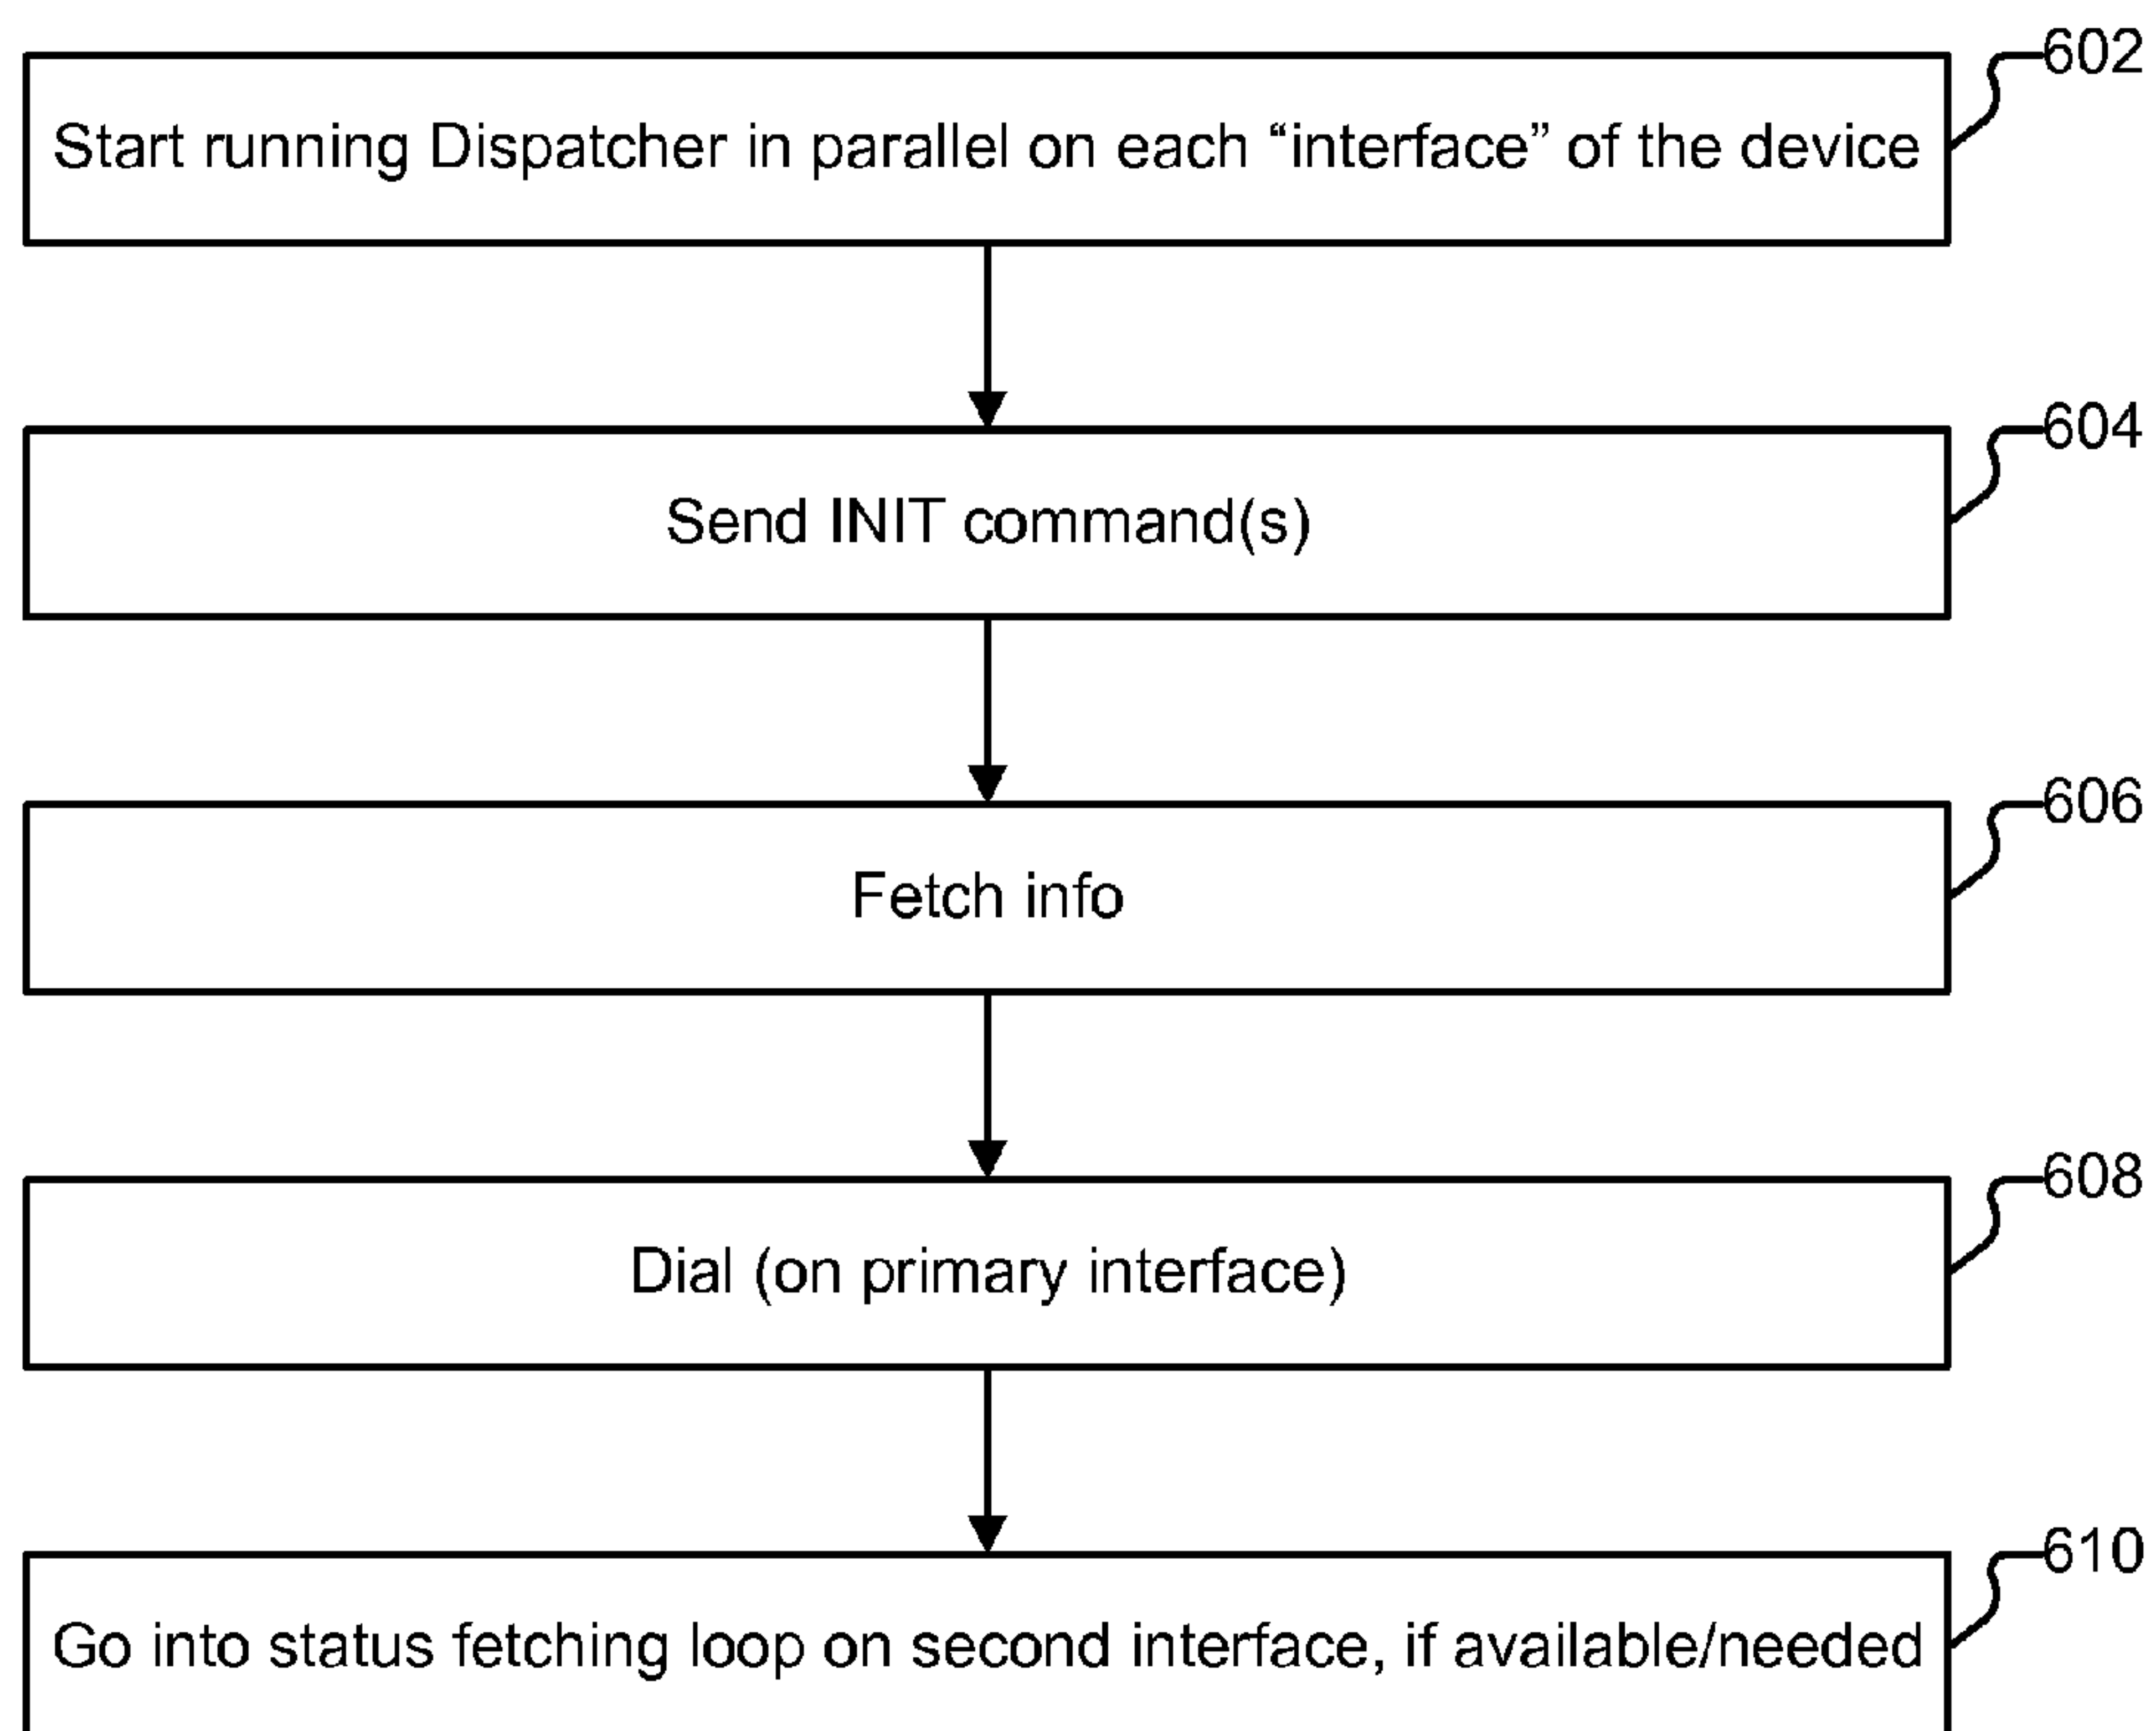 602
Start running Dispatcher in parallel on each “interface” of the device
604
Send INIT command(s)
606
Fetch info
608
Dial (on primary interface)
610
Go into status fetching loop on second interface, if available/needed